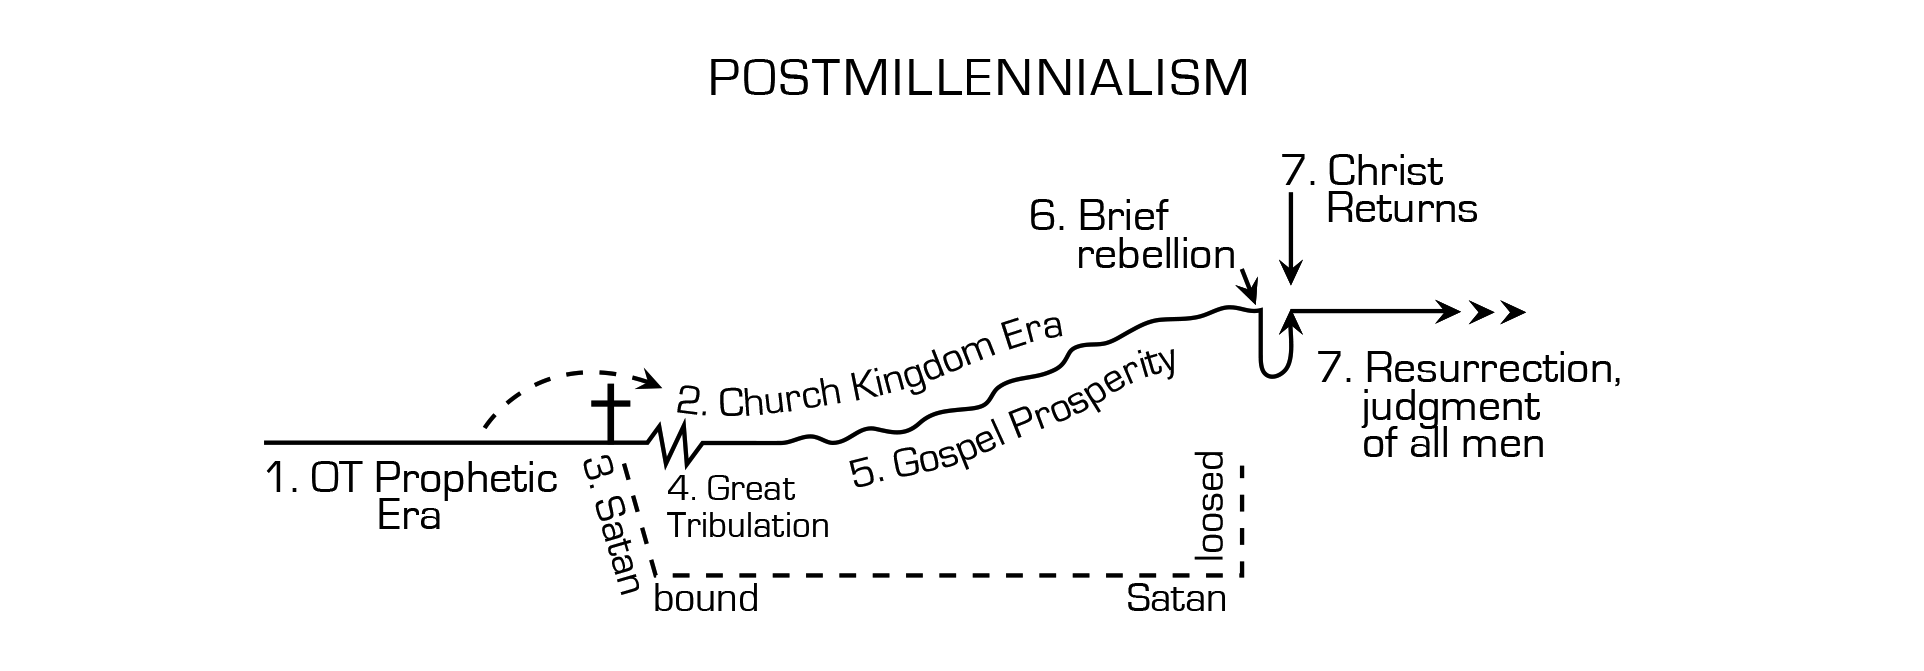 POSTMILLENNIALISM
1. OT Prophetic
Era
2. Church Kingdom Era
3. Satan
bound
4. Great
Tribulation
5. Gospel Prosperity
Satan
loosed
6. Brief
rebellion
7. Christ
Returns
7. Resurrection,
judgment
of all men